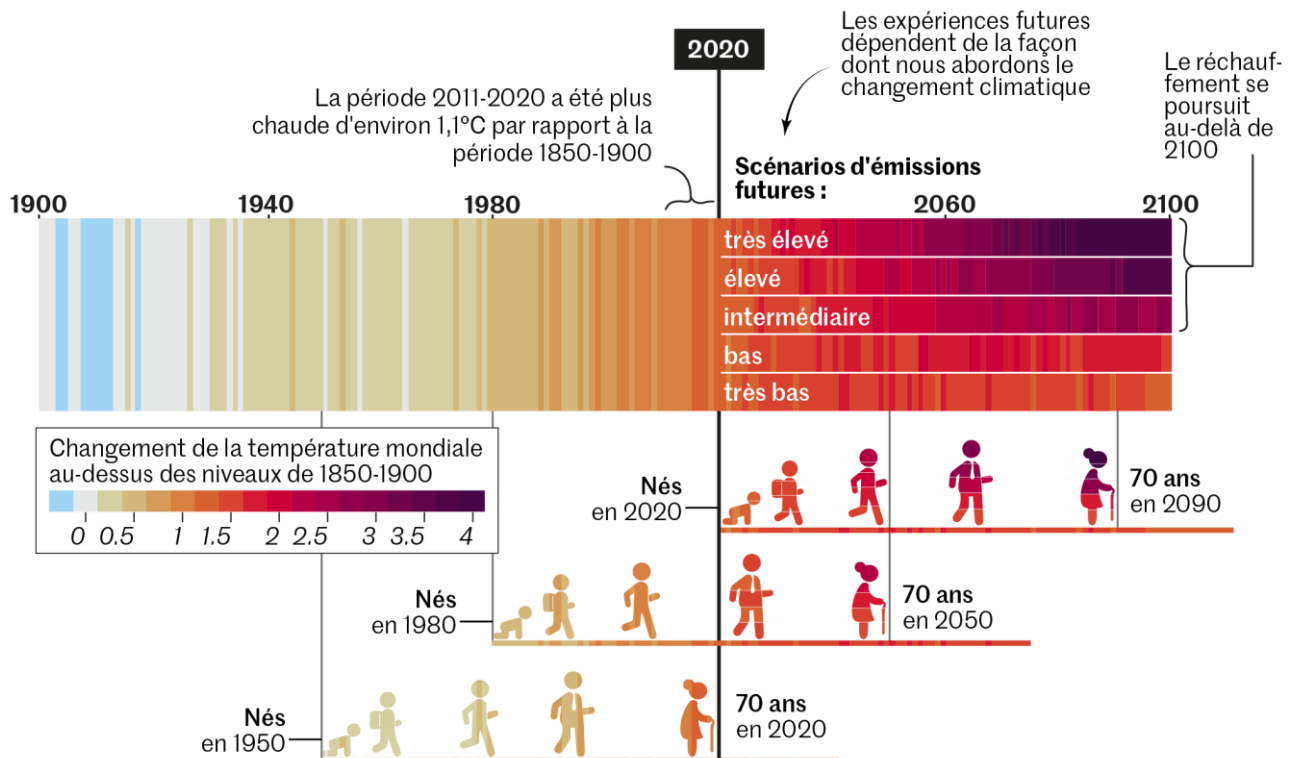 Les expériences futures
dépendent de la façon
dont nous abordons le
changement climatique
2020
Le réchauf-
fement se
poursuit
au-delà de
2100
La période 2011-2020 a été plus
chaude d'environ 1,1°C par rapport à la
période 1850-1900
Scénarios d'émissions
futures :
1900 1940 1980 2060 2100
très élevé
élevé
intermédiaire
bas
très bas
Changement de la température mondiale
au-dessus des niveaux de 1850-1900
0 0.5 1 1.5 2 2.5 3 3.5 4
Nés
en 2020
70 ans
en 2090
Nés
en 1980
70 ans
en 2050
Nés
en 1950
70 ans
en 2020